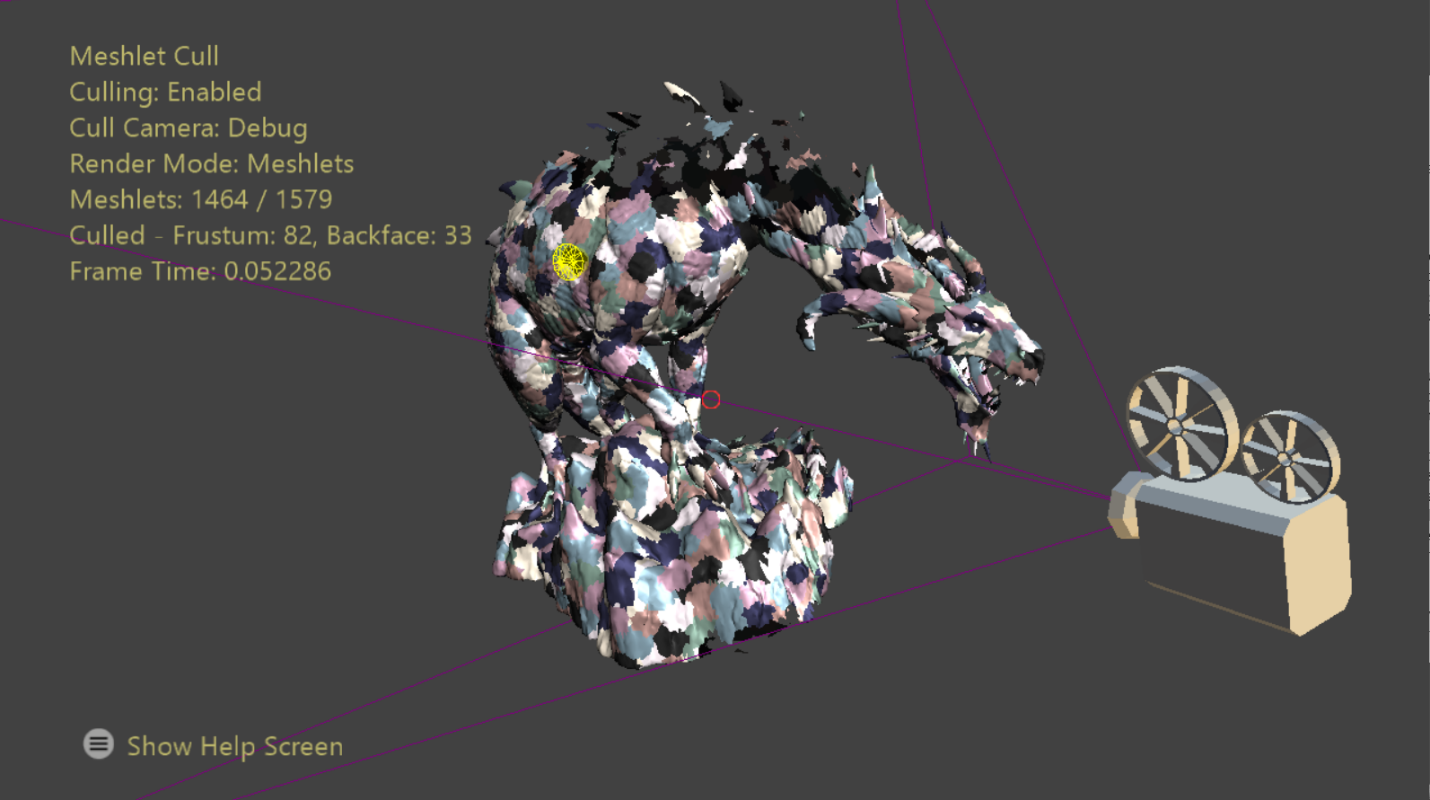 Meshlet Cull
Culling: Enabled
Cull Camera: Debug
Render Mode: Meshlets
Meshlets: 1464 / 1579
Culled - Frustum: 82, Backface: 33
Frame Time: 0.052286
Show Help Screen